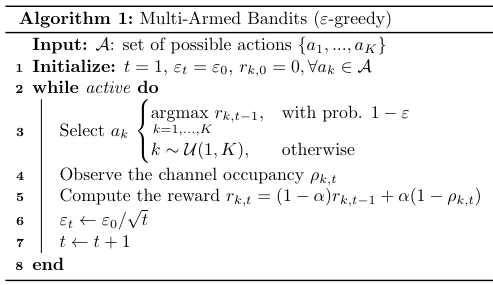 Algorithm 1: Multi-Armed Bandits (ε-greedy)
Input: 𝒜: set of possible actions {a₁, ..., a_K}
1 Initialize: t = 1, ε_t = ε₀, r_{k,0} = 0, ∀a_k ∈ 𝒜
2 while active do
3 Select a_k { argmax_{k=1,...,K} r_{k,t−1}, with prob. 1 − ε
k ∼ 𝒰(1, K), otherwise
4 Observe the channel occupancy ρ_{k,t}
5 Compute the reward r_{k,t} = (1 − α)r_{k,t−1} + α(1 − ρ_{k,t})
6 ε_t ← ε₀/√t
7 t ← t + 1
8 end